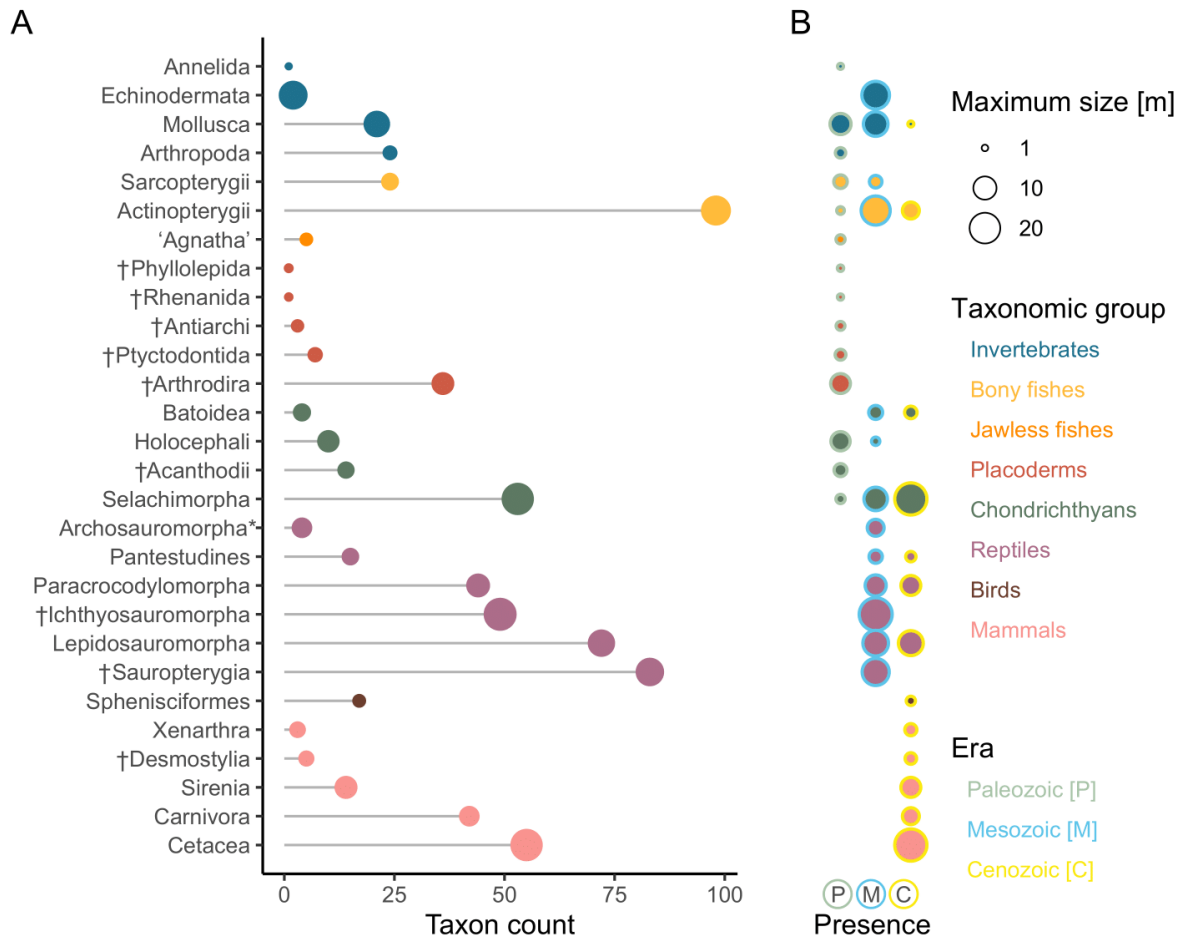 A
B
Annelida
Echinodermata
Mollusca
Arthropoda
Sarcopterygii
Actinopterygii
‘Agnatha’
†Phyllolepida
†Rhenanida
†Antiarchi
†Ptyctodontida
†Arthrodira
Batoidea
Holocephali
†Acanthodii
Selachimorpha
Archosauromorpha*
Pantestudines
Paracrocodylomorpha
†Ichthyosauromorpha
Lepidosauromorpha
†Sauropterygia
Sphenisciformes
Xenarthra
†Desmostylia
Sirenia
Carnivora
Cetacea
0 25 50 75 100
Taxon count
P M C
Presence
Maximum size [m]
1
10
20
Taxonomic group
Invertebrates
Bony fishes
Jawless fishes
Placoderms
Chondrichthyans
Reptiles
Birds
Mammals
Era
Paleozoic [P]
Mesozoic [M]
Cenozoic [C]